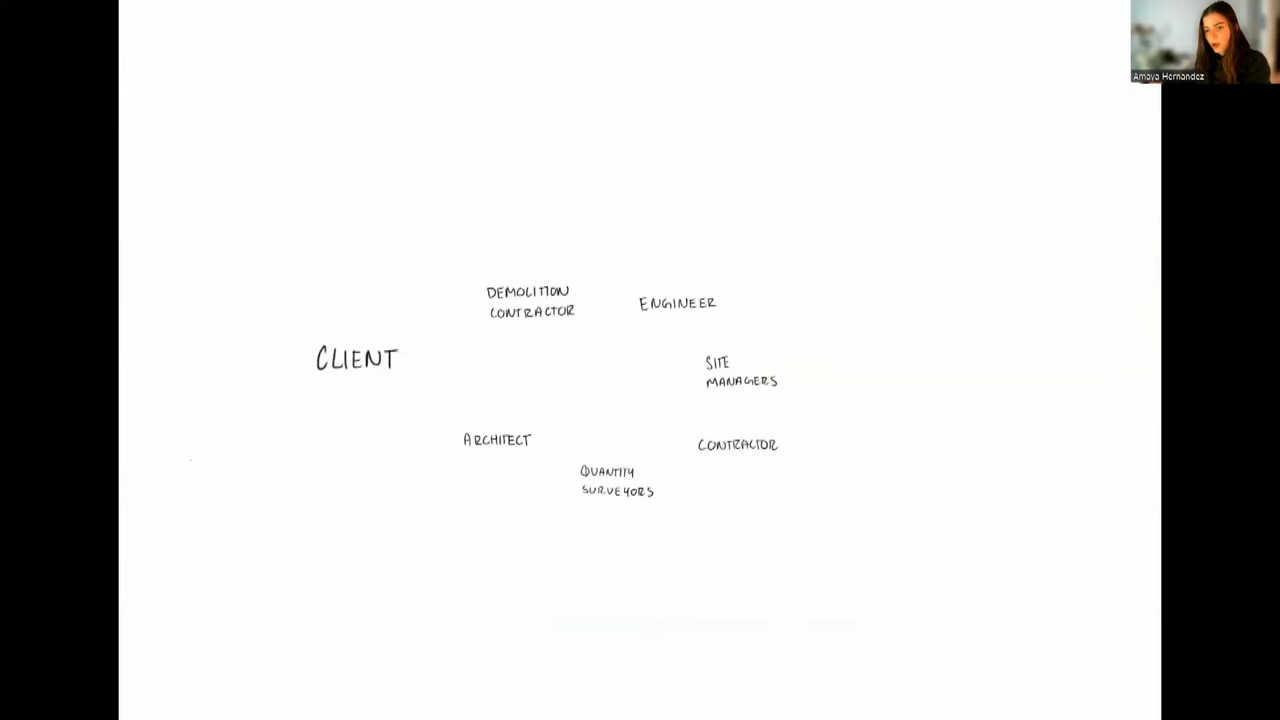 Amaya Hernandez
DEMOLITION
CONTRACTOR
ENGINEER
CLIENT
SITE
MANAGERS
ARCHITECT
CONTRACTOR
QUANTITY
SURVEYORS